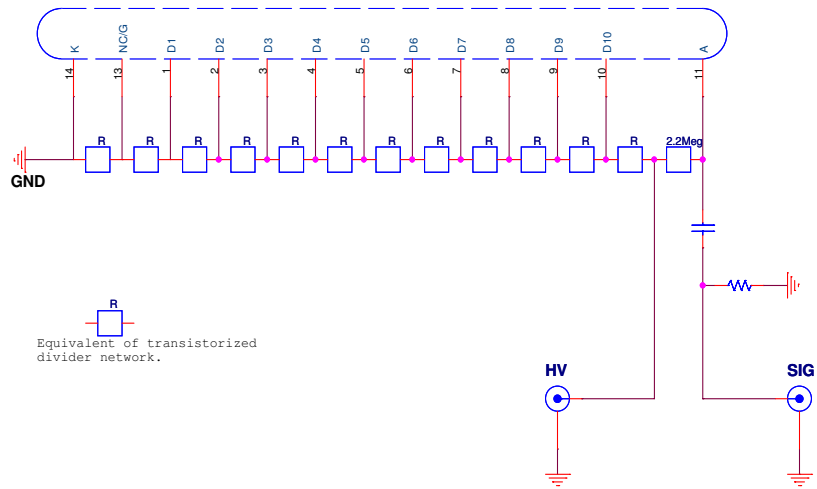 K NC/G D1 D2 D3 D4 D5 D6 D7 D8 D9 D10 A
14 13 1 2 3 4 5 6 7 8 9 10 11
R R R R R R R R R R R R 2.2Meg
GND
R
Equivalent of transistorized
divider network.
HV SIG